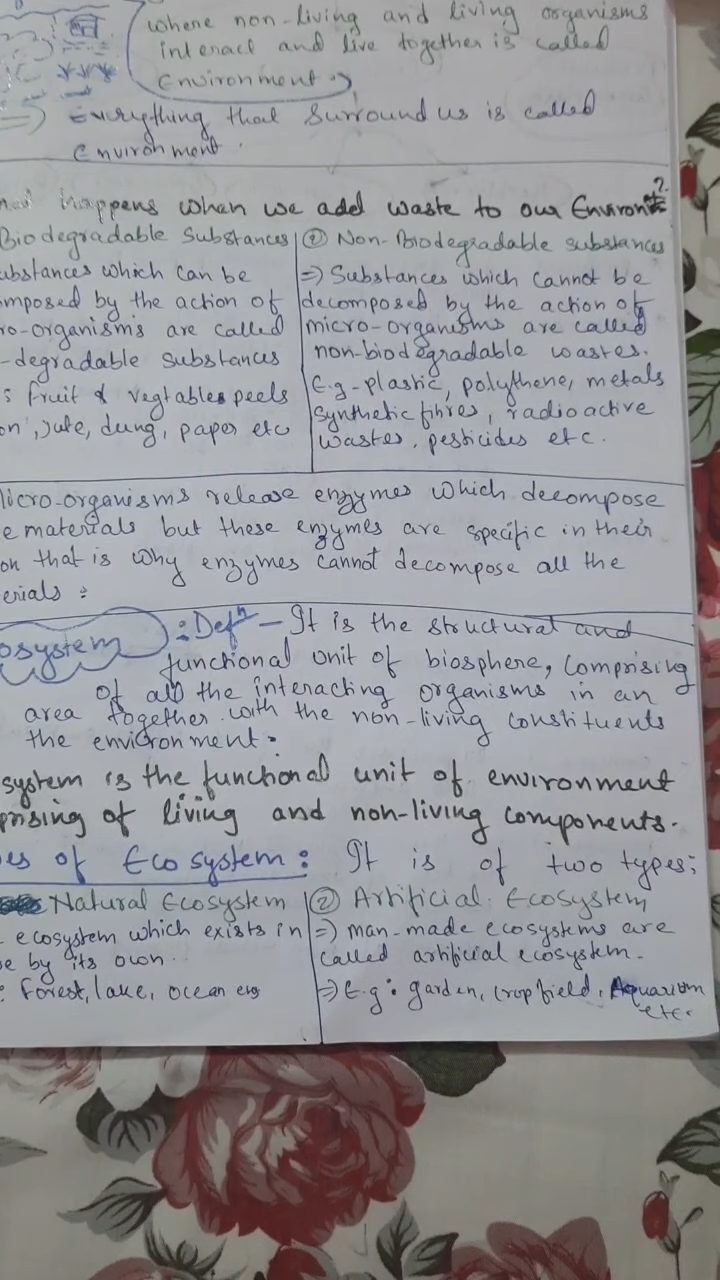 where non-living and living organisms
interact and live together is called
Environment.
=> Everything that Surround us is called
Environment.
happens when we add waste to our Environ?
Biodegradable Substances
ubstances which can be
mposed by the action of
ro-organisms are called
-degradable substances
: fruit & vegtables peels
on, jute, dung, paper etc
② Non-Biodegradable substances
=> Substances which cannot be
decomposed by the action of
micro-organisms are called
non-biodegradable wastes.
E.g-plastic, polythene, metals
synthetic fibres, radioactive
wastes, pesticides etc.
icro-organisms release enzymes which decompose
e materials but these enzymes are specific in their
on that is why enzymes cannot decompose all the
erials :
osystem :Defⁿ - It is the structural and
functional unit of biosphere, comprising
of all the interacting organisms in an
area together with the non-living constituents
the environment.
system is the functional unit of environment
prising of living and non-living components.
es of Ecosystem: It is of two types;
Natural Ecosystem
ecosystem which exists in
e by its own.
: forest, lake, ocean
② Artificial Ecosystem
=> man-made ecosystems are
called artificial ecosystem.
=> E.g: garden, crop field, Aquarium
etc.